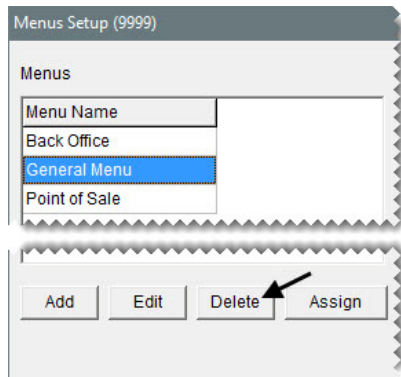 Menus Setup (9999)
Menus
Menu Name
Back Office
General Menu
Point of Sale
Add Edit Delete Assign